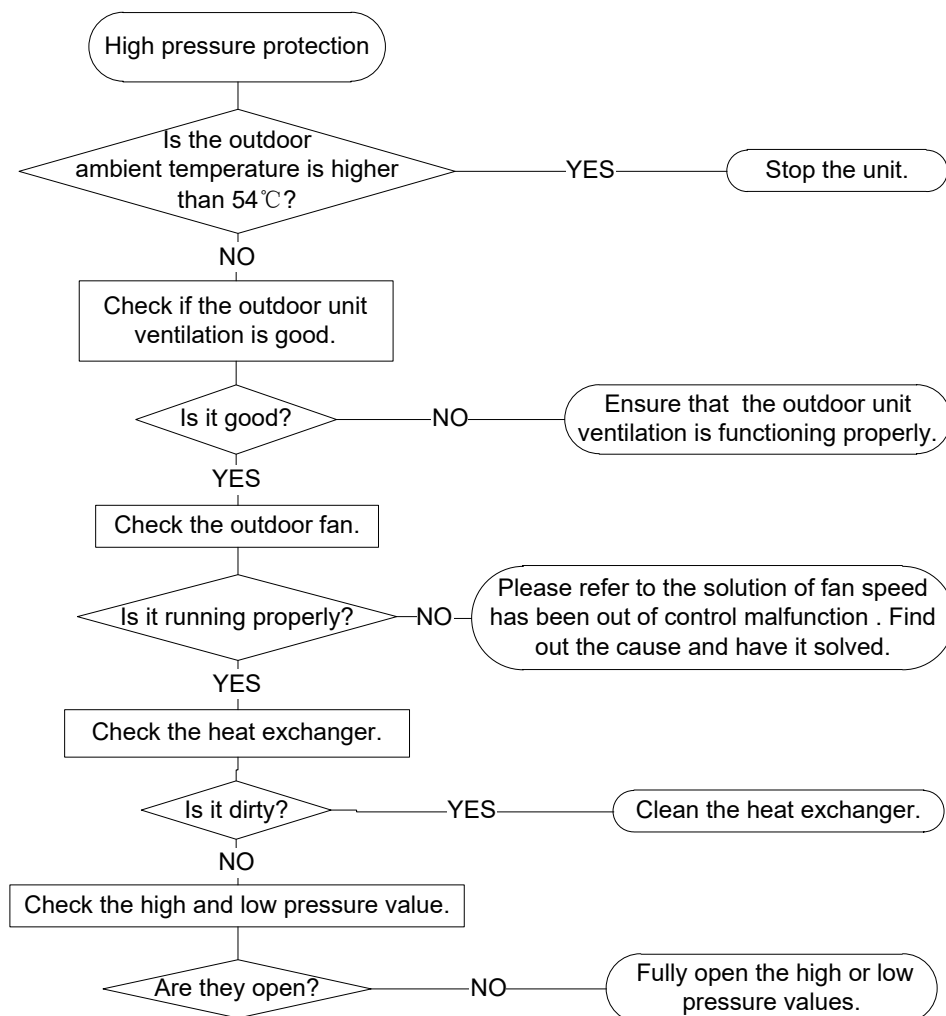 High pressure protection
Is the outdoor
ambient temperature is higher
than 54℃?
YES
Stop the unit.
NO
Check if the outdoor unit
ventilation is good.
Is it good?
NO
Ensure that  the outdoor unit
ventilation is functioning properly.
YES
Check the outdoor fan.
Is it running properly?
NO
Please refer to the solution of fan speed
has been out of control malfunction . Find
out the cause and have it solved.
YES
Check the heat exchanger.
Is it dirty?
YES
Clean the heat exchanger.
NO
Check the high and low pressure value.
Are they open?
NO
Fully open the high or low
pressure values.